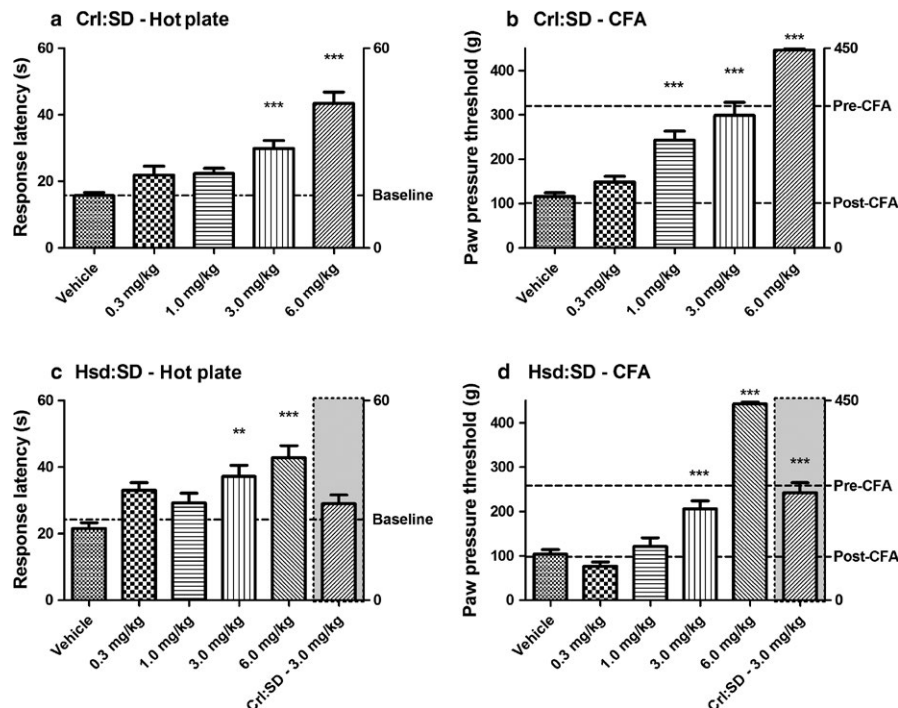 a Crl:SD - Hot plate
Response latency (s)
60
40
20
0
***
***
60
Baseline
0
Vehicle
0.3 mg/kg
1.0 mg/kg
3.0 mg/kg
6.0 mg/kg
b Crl:SD - CFA
Paw pressure threshold (g)
400
300
200
100
0
***
***
***
450
Pre-CFA
Post-CFA
0
Vehicle
0.3 mg/kg
1.0 mg/kg
3.0 mg/kg
6.0 mg/kg
c Hsd:SD - Hot plate
Response latency (s)
60
40
20
0
**
***
60
Baseline
0
Vehicle
0.3 mg/kg
1.0 mg/kg
3.0 mg/kg
6.0 mg/kg
Crl:SD - 3.0 mg/kg
d Hsd:SD - CFA
Paw pressure threshold (g)
400
300
200
100
0
***
***
***
450
Pre-CFA
Post-CFA
0
Vehicle
0.3 mg/kg
1.0 mg/kg
3.0 mg/kg
6.0 mg/kg
Crl:SD - 3.0 mg/kg